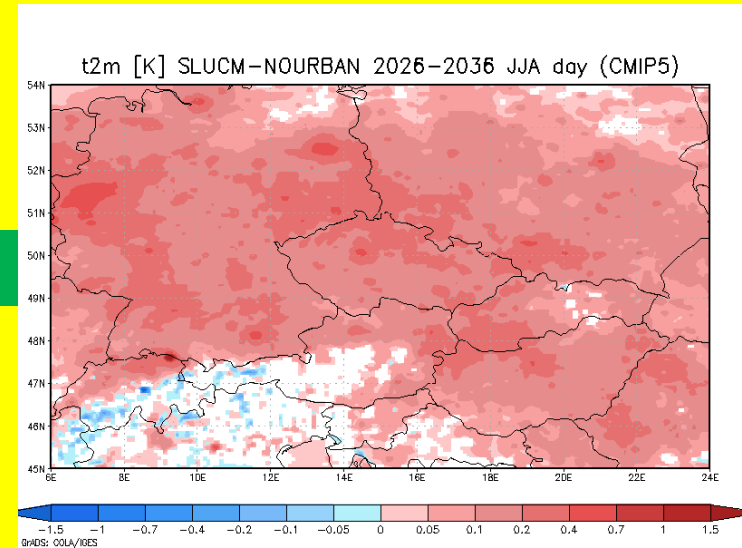 t2m [K] SLUCM-NOURBAN 2026-2036 JJA day (CMIP5)
54N
53N
52N
51N
50N
49N
48N
47N
46N
45N
6E 8E 10E 12E 14E 16E 18E 20E 22E 24E
-1.5 -1 -0.7 -0.4 -0.2 -0.1 -0.05 0 0.05 0.1 0.2 0.4 0.7 1 1.5
GrADS: COLA/IGES